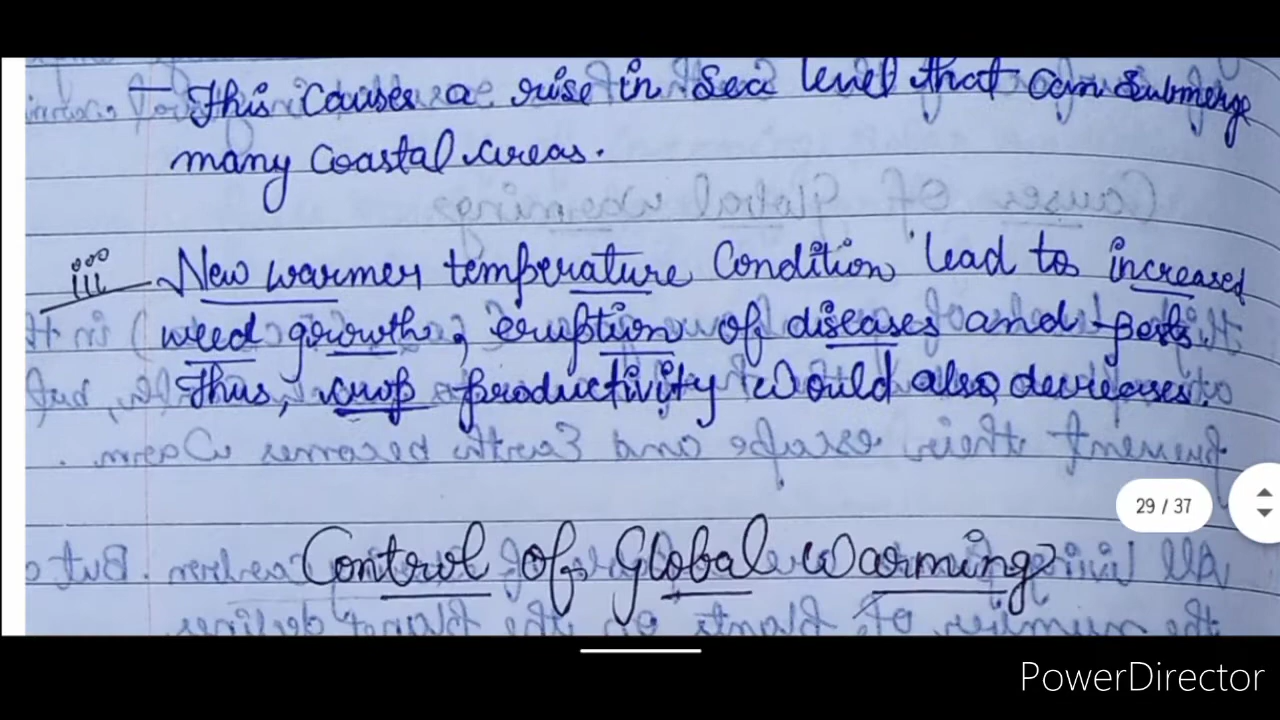 - This Causes a rise in Sea level that can submerge
many Coastal areas.
iii - New warmer temperature Condition lead to increased
weed growth, eruption of diseases and pests
Thus, crop productivity would also decreases.
29 / 37
Control of Global Warming
PowerDirector